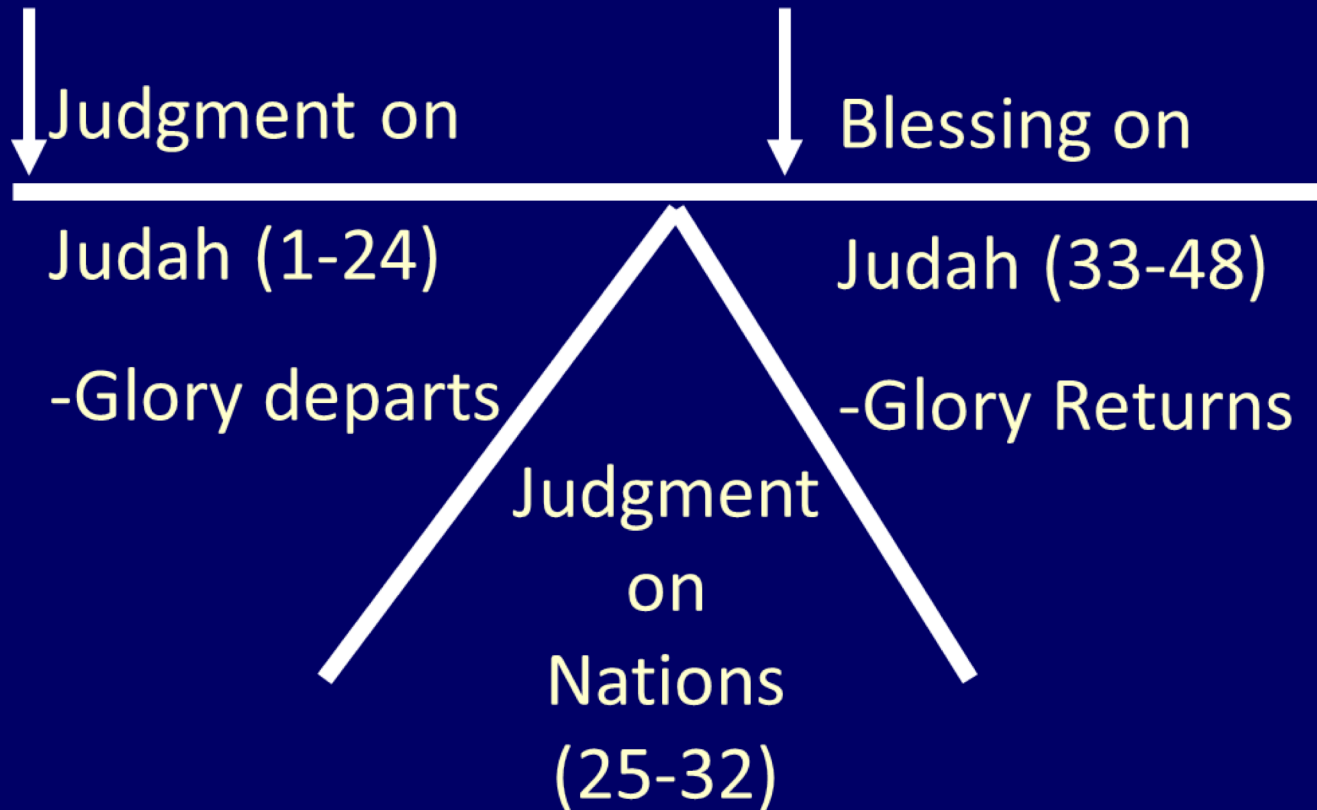 Judgment on
Judah (1-24)
-Glory departs
Judgment
on
Nations
(25-32)
Blessing on
Judah (33-48)
-Glory Returns